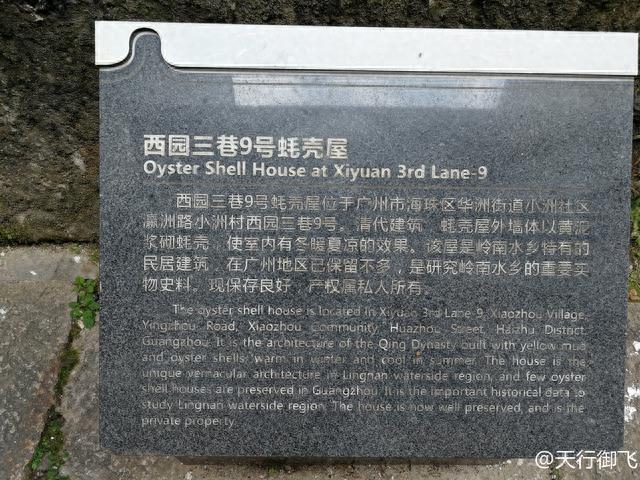 西园三巷9号蚝壳屋
Oyster Shell House at Xiyuan 3rd Lane-9
西园三巷9号蚝壳屋位于广州市海珠区华洲街道小洲社区
瀛洲路小洲村西园三巷9号。清代建筑，蚝壳屋外墙体以黄泥
浆砌蚝壳，使室内有冬暖夏凉的效果。该屋是岭南水乡特有的
民居建筑，在广州地区已保留不多，是研究岭南水乡的重要实
物史料。现保存良好，产权属私人所有。
The oyster shell house is located in Xiyuan 3rd Lane 9, Xiaozhou Village,
Yingzhou Road, Xiaozhou Community, Huazhou Street, Haizhu District,
Guangzhou. It is the architecture of the Qing Dynasty built with yellow mud
and oyster shells, warm in winter and cool in summer. The house is the
unique vernacular architecture in Lingnan waterside region, and few oyster
shell houses are preserved in Guangzhou. It is the important historical data to
study Lingnan waterside region. The house is now well preserved, and is the
private property.
@天行御飞